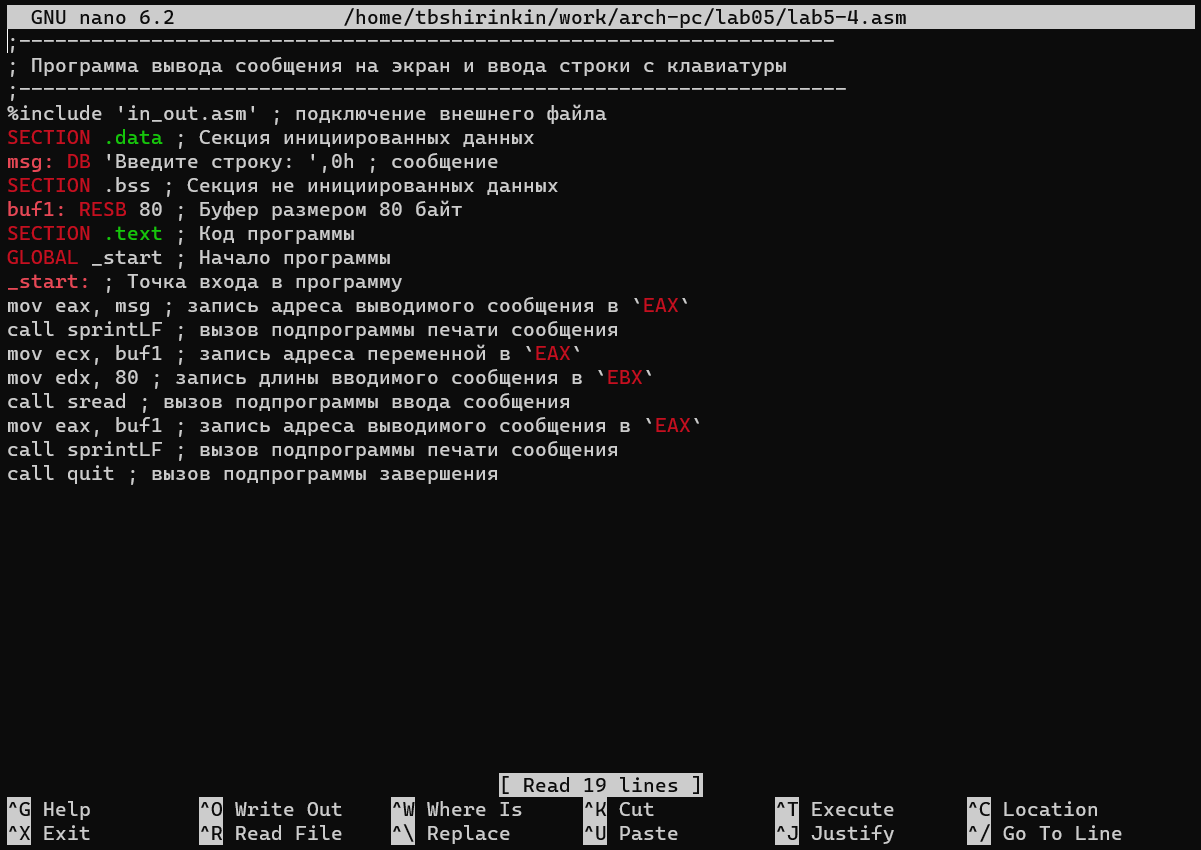 GNU nano 6.2 /home/tbshirinkin/work/arch-pc/lab05/lab5-4.asm
;--------------------------------------------------------------------
; Программа вывода сообщения на экран и ввода строки с клавиатуры
;---------------------------------------------------------------------
%include 'in_out.asm' ; подключение внешнего файла
SECTION .data ; Секция инициированных данных
msg: DB 'Введите строку: ',0h ; сообщение
SECTION .bss ; Секция не инициированных данных
buf1: RESB 80 ; Буфер размером 80 байт
SECTION .text ; Код программы
GLOBAL _start ; Начало программы
_start: ; Точка входа в программу
mov eax, msg ; запись адреса выводимого сообщения в `EAX`
call sprintLF ; вызов подпрограммы печати сообщения
mov ecx, buf1 ; запись адреса переменной в `EAX`
mov edx, 80 ; запись длины вводимого сообщения в `EBX`
call sread ; вызов подпрограммы ввода сообщения
mov eax, buf1 ; запись адреса выводимого сообщения в `EAX`
call sprintLF ; вызов подпрограммы печати сообщения
call quit ; вызов подпрограммы завершения
[ Read 19 lines ]
^G Help ^O Write Out ^W Where Is ^K Cut ^T Execute ^C Location
^X Exit ^R Read File ^\ Replace ^U Paste ^J Justify ^/ Go To Line